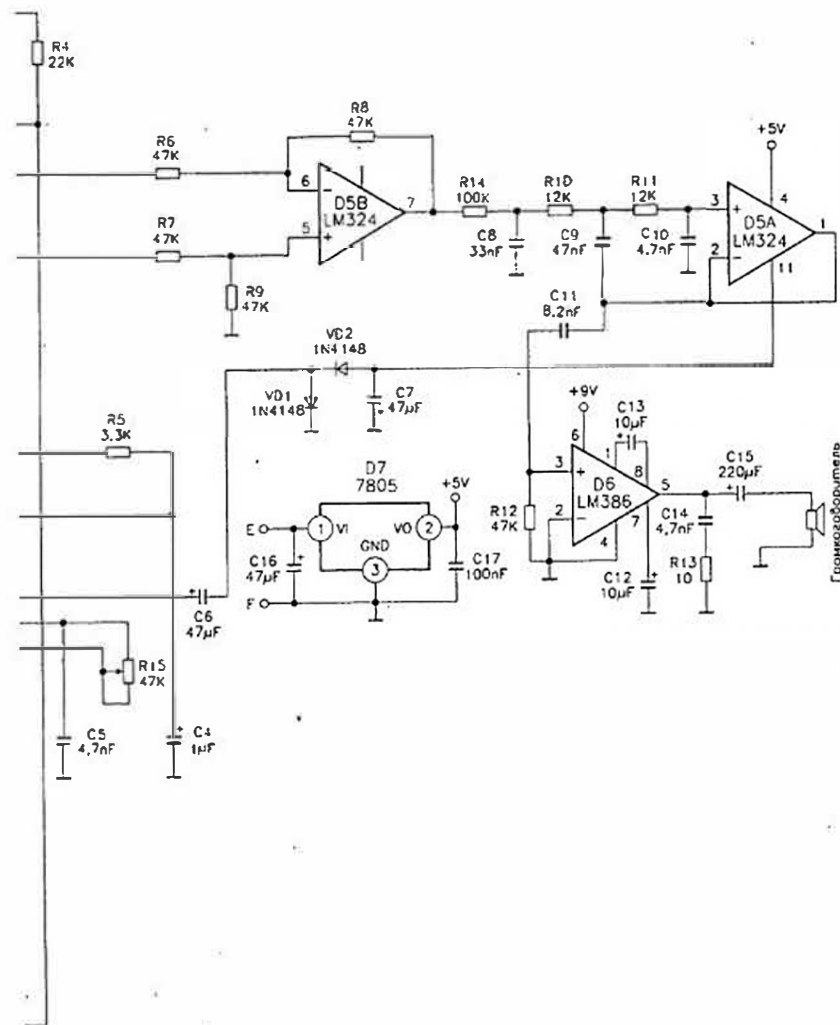 R4
22K
R8
47K
R6
47K
6
D5B
LM324
7
5
R7
47K
R9
47K
R14
100K
R10
12K
R11
12K
C8
33nF
C9
47nF
C10
4.7nF
+5V
3
4
D5A
LM324
1
2
11
C11
8.2nF
VD2
1N4148
VD1
1N4148
C7
47µF
R5
3.3K
D7
7805
+5V
E
1
VI
VO
2
GND
3
C16
47µF
C17
100nF
F
+9V
6
C13
10µF
1
8
3
D6
LM386
5
2
4
7
R12
47K
C12
10µF
C15
220µF
C14
4,7nF
R13
10
Громкоговоритель
C6
47µF
R15
47K
C5
4,7nF
C4
1µF